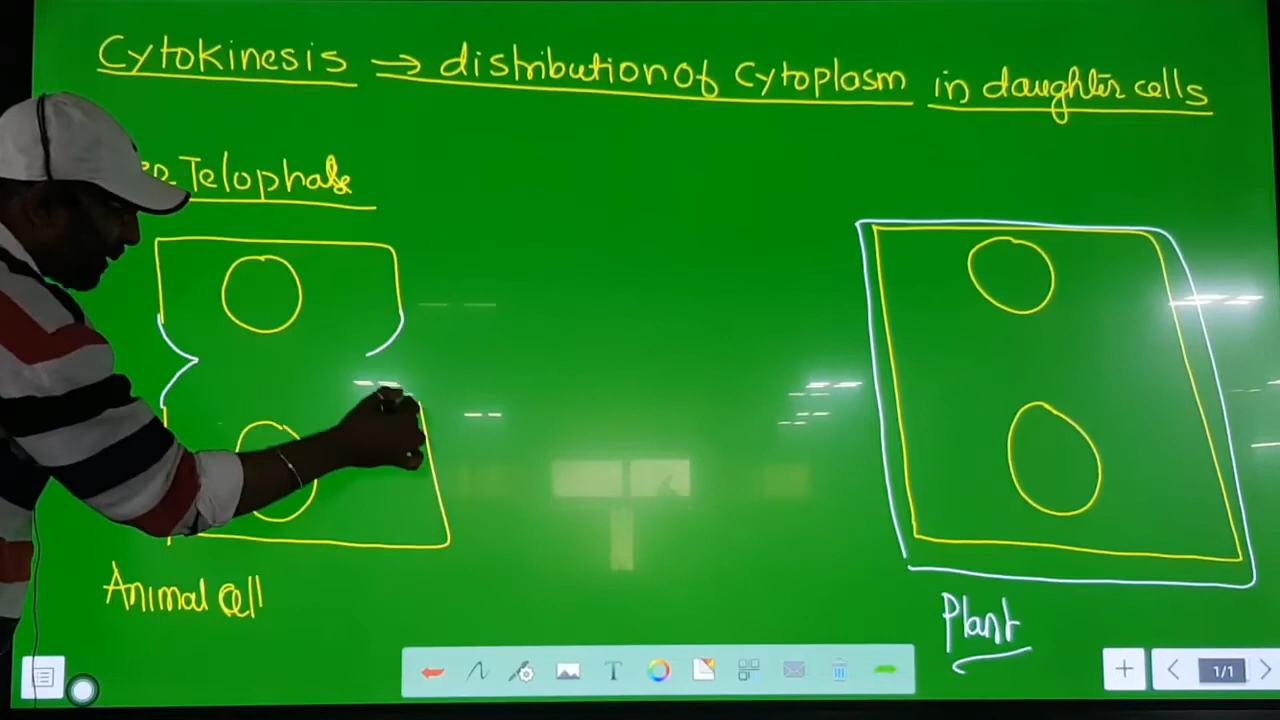 Cytokinesis → distribution of Cytoplasm in daughter cells
Telophase
Animal Cell
Plant
T
1/1